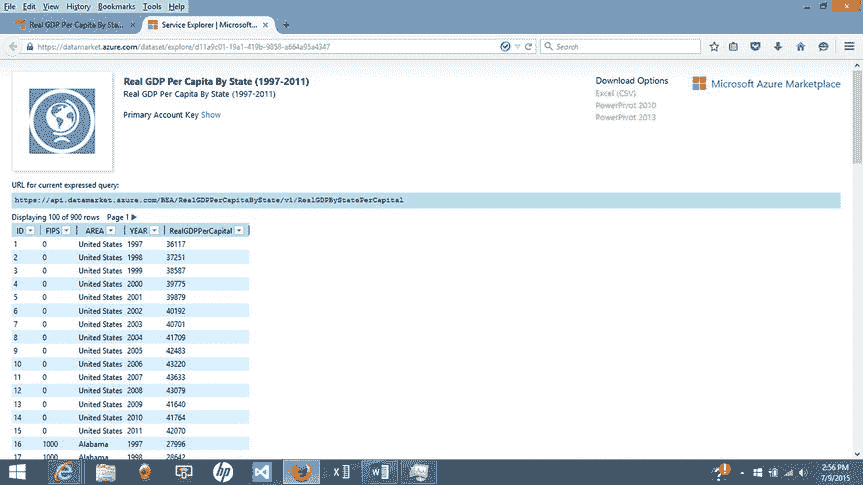 File Edit View History Bookmarks Tools Help
Real GDP Per Capita By Sta... × Service Explorer | Microsoft... × +
https://datamarket.azure.com/dataset/explore/d11a9c01-19a1-419b-9858-a664a95a4347 Search
Real GDP Per Capita By State (1997-2011)
Real GDP Per Capita By State (1997-2011)
Primary Account Key Show
Download Options
Excel (CSV)
PowerPivot 2010
PowerPivot 2013
Microsoft Azure Marketplace
URL for current expressed query:
https://api.datamarket.azure.com/BEA/RealGDPPerCapitaByState/v1/RealGDPByStatePerCapital
Displaying 100 of 900 rows Page 1
ID FIPS AREA YEAR RealGDPPerCapital
1 0 United States 1997 36117
2 0 United States 1998 37251
3 0 United States 1999 38587
4 0 United States 2000 39775
5 0 United States 2001 39879
6 0 United States 2002 40192
7 0 United States 2003 40701
8 0 United States 2004 41709
9 0 United States 2005 42483
10 0 United States 2006 43220
11 0 United States 2007 43633
12 0 United States 2008 43079
13 0 United States 2009 41640
14 0 United States 2010 41764
15 0 United States 2011 42070
16 1000 Alabama 1997 27996
17 1000 Alabama 1998 28642
2:56 PM
7/9/2015